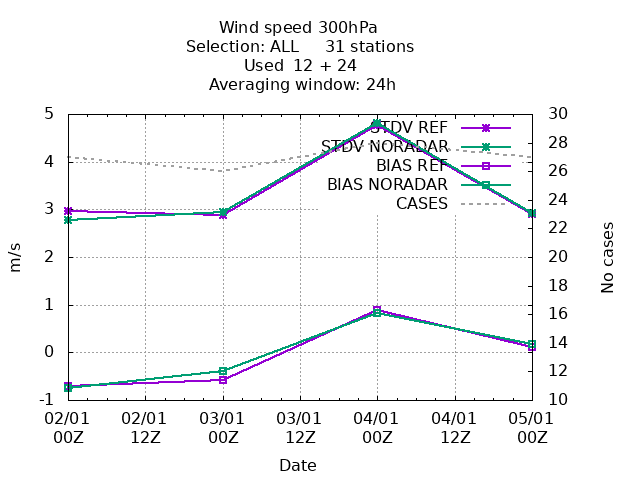 Wind speed 300hPa
Selection: ALL     31 stations
Used  12 + 24
Averaging window: 24h
5
4
3
2
1
0
-1
30
28
26
24
22
20
18
16
14
12
10
STDV REF
STDV NORADAR
BIAS REF
BIAS NORADAR
CASES
m/s
No cases
02/01 02/01 03/01 03/01 04/01 04/01 05/01
00Z 12Z 00Z 12Z 00Z 12Z 00Z
Date